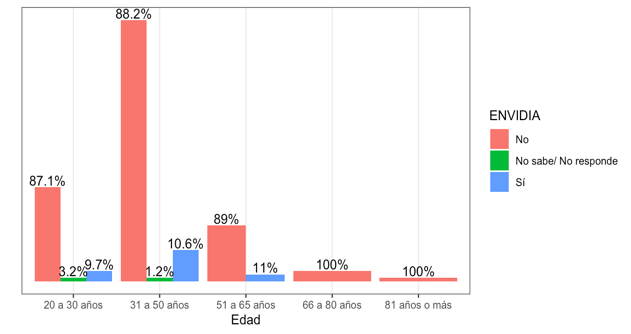 88.2%
87.1%
3.2%
9.7%
1.2%
10.6%
89%
11%
100%
100%
20 a 30 años
31 a 50 años
51 a 65 años
66 a 80 años
81 años o más
Edad
ENVIDIA
No
No sabe/ No responde
Sí